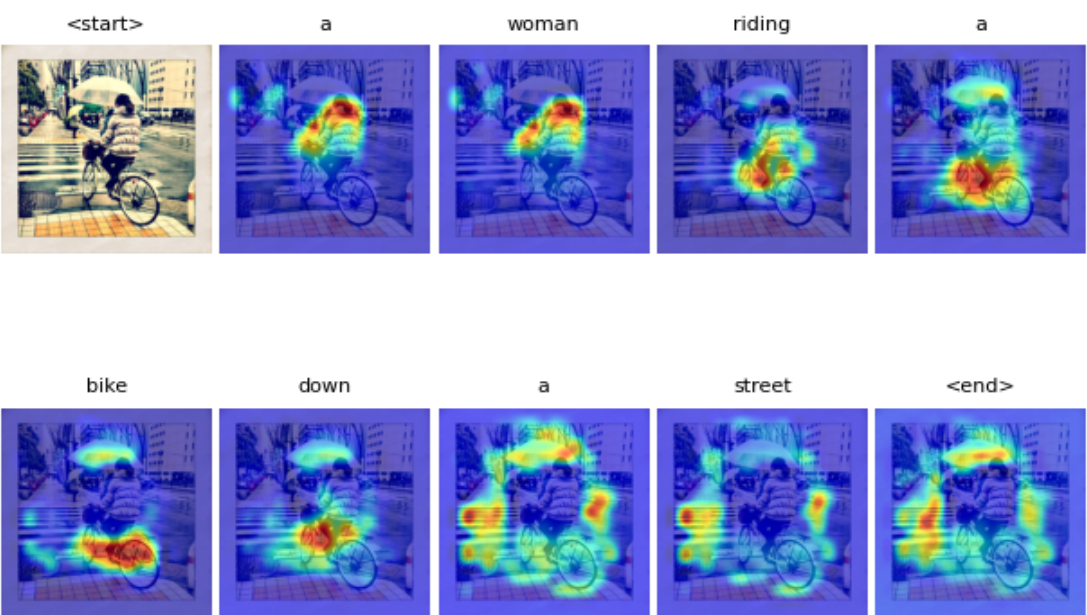 <start> a woman riding a
bike down a street <end>